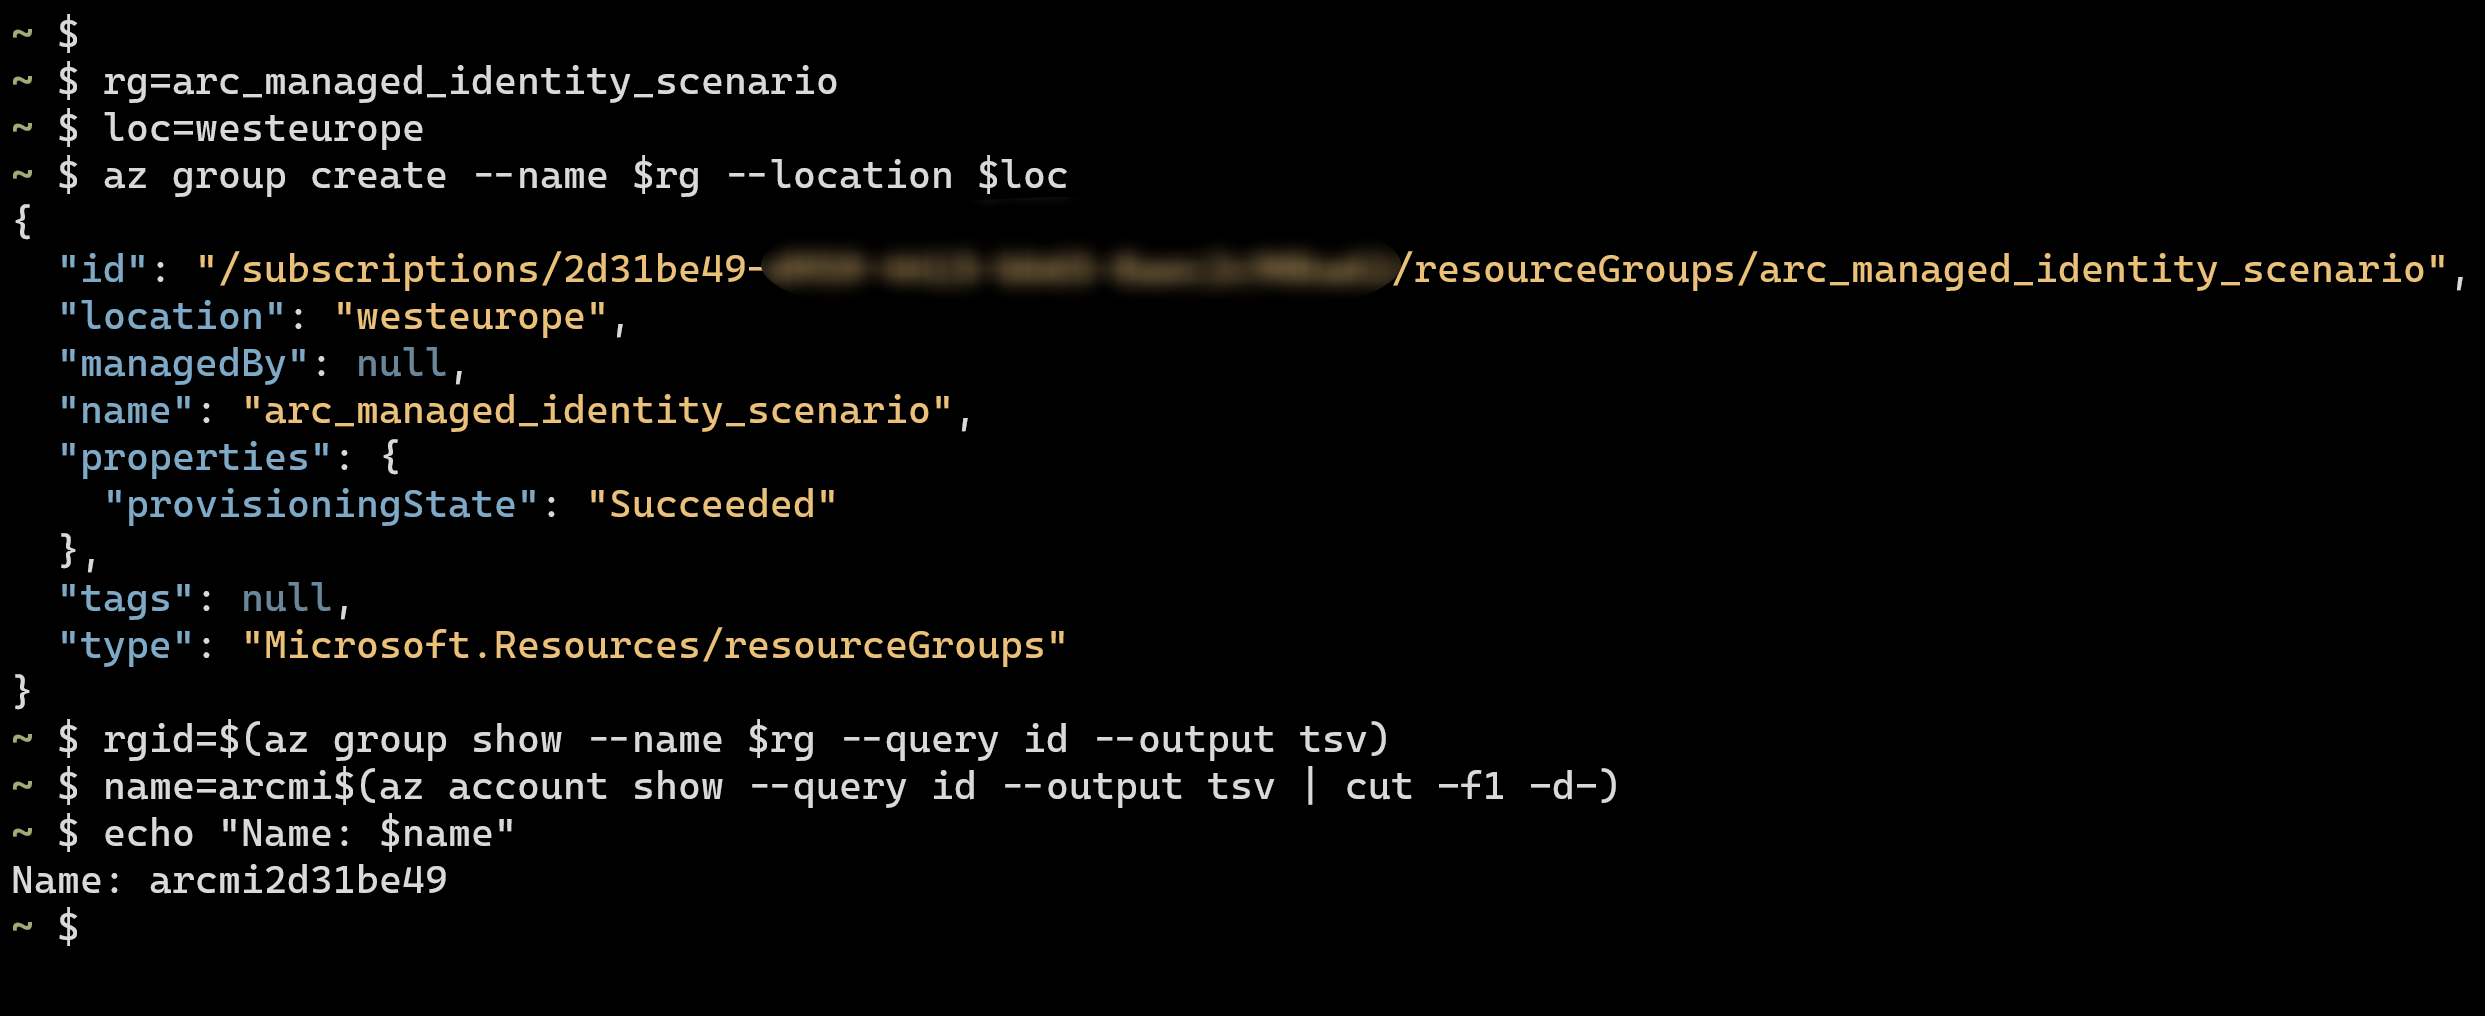 ~ $
~ $ rg=arc_managed_identity_scenario
~ $ loc=westeurope
~ $ az group create --name $rg --location $loc
{
  "id": "/subscriptions/2d31be49-/resourceGroups/arc_managed_identity_scenario",
  "location": "westeurope",
  "managedBy": null,
  "name": "arc_managed_identity_scenario",
  "properties": {
    "provisioningState": "Succeeded"
  },
  "tags": null,
  "type": "Microsoft.Resources/resourceGroups"
}
~ $ rgid=$(az group show --name $rg --query id --output tsv)
~ $ name=arcmi$(az account show --query id --output tsv | cut -f1 -d-)
~ $ echo "Name: $name"
Name: arcmi2d31be49
~ $